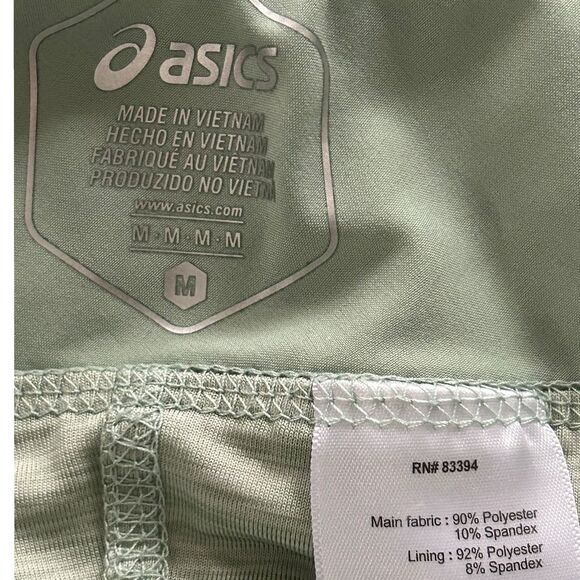 asics
MADE IN VIETNAM
HECHO EN VIETNAM
FABRIQUÉ AU VIETNAM
PRODUZIDO NO VIETNA
www.asics.com
M·M·M·M
M
RN# 83394
Main fabric : 90% Polyester
10% Spandex
Lining : 92% Polyester
8% Spandex